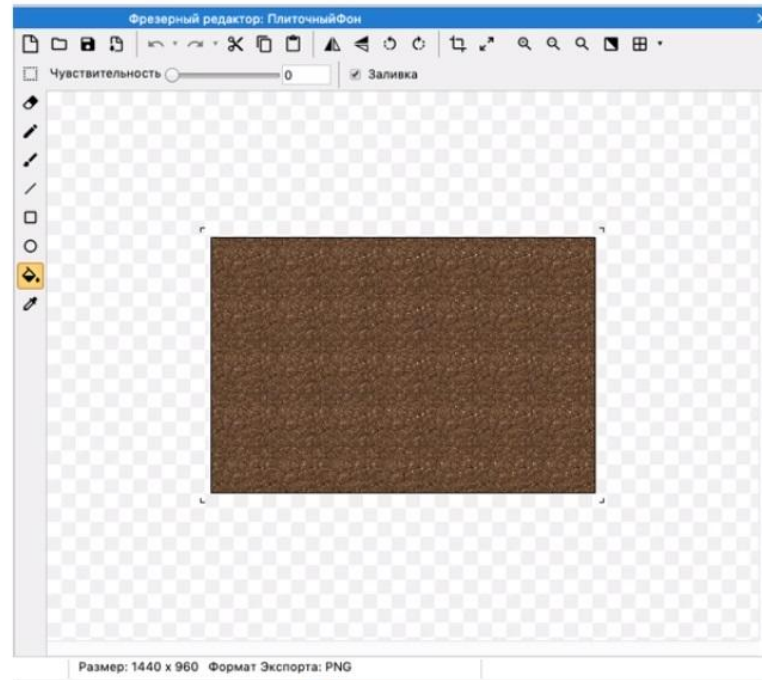 Фрезерный редактор: ПлиточныйФон
Чувствительность 0 Заливка
Размер: 1440 x 960 Формат Экспорта: PNG